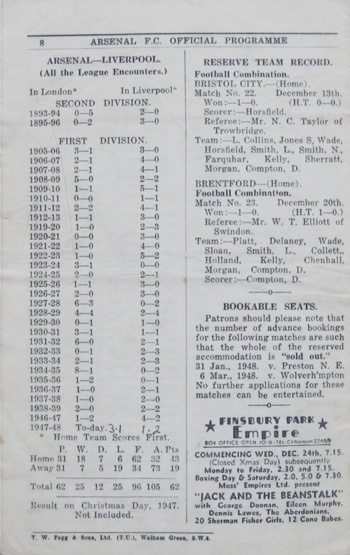 8 ARSENAL F.C. OFFICIAL PROGRAMME
ARSENAL—LIVERPOOL.
(All the League Encounters.)
In London* In Liverpool*
SECOND DIVISION.
1893-94 0—5 2—0
1895-96 0—2 3—0
FIRST DIVISION.
1905-06 3—1 3—0
1906-07 2—1 4—0
1907-08 2—1 4—1
1908-09 5—0 2—2
1909-10 1—1 5—1
1910-11 0—0 1—1
1911-12 2—2 4—1
1912-13 1—1 3—0
1919-20 1—0 2—3
1920-21 0—0 3—0
1921-22 1—0 4—0
1922-23 1—0 5—2
1923-24 3—1 0—0
1924-25 2—0 2—1
1925-26 1—1 3—0
1926-27 2—0 3—0
1927-28 6—3 0—2
1928-29 4—4 2—4
1929-30 0—1 1—0
1930-31 3—1 1—1
1931-32 6—0 2—1
1932-33 0—1 2—3
1933-34 2—1 2—3
1934-35 8—1 0—2
1935-36 1—2 0—1
1936-37 1—0 2—1
1937-38 1—0 2—0
1938-39 2—0 2—2
1946-47 1—2 4—2
1947-48 To-day. 3-1 1-2
* Home Team Scores First.
P. W. D. L. F. A. Pts
Home 31 18 7 6 62 32 43
Away 31 7 5 19 34 73 19
Total 62 25 12 25 96 105 62
Result on Christmas Day, 1947.
Not Included.
RESERVE TEAM RECORD.
Football Combination.
BRISTOL CITY.—(Home).
Match No. 22. December 13th.
Won:—1—0. (H.T. 0—0.)
Scorer:—Horsfield.
Referee:—Mr. N. C. Taylor of
Trowbridge.
Team:—L. Collins, Jones S, Wade,
Horsfield, Smith, L., Smith, N.,
Farquhar, Kelly, Sherratt,
Morgan, Compton, D.
BRENTFORD—(Home).
Football Combination.
Match No. 23. December 20th.
Won:—1—0. (H.T. 1—0.)
Referee:—Mr. W. T. Elliott of
Swindon.
Team:—Platt, Delaney, Wade,
Sloan, Smith, L., Collett,
Holland, Kelly, Chenhall,
Morgan, Compton, D.
Scorer:—Compton, D.
BOOKABLE SEATS.
Patrons should please note that
the number of advance bookings
for the following matches are such
that the whole of the reserved
accommodation is "sold out."
31 Jan., 1948. v. Preston N. E.
6 Mar., 1948. v. Wolverh'mpton
No further applications for these
matches can be entertained.
FINSBURY PARK
Empire
BOX OFFICE OPEN 10-9
COMMENCING WED., DEC. 24th, 7.15.
(Closed Xmas Day) subsequently
Monday to Friday, 2.30 and 7.15.
Boxing Day & Saturday, 2.0, 5.0 & 7.30.
Moss' Empires Ltd. present
"JACK AND THE BEANSTALK"
with George Doonan, Eileen Murphy,
Dennis Lawes, The Aberdonians,
20 Sherman Fisher Girls, 12 Cone Babes.
T. W. Pegg & Sons, Ltd. (T.U.), Walham Green, S.W.6.